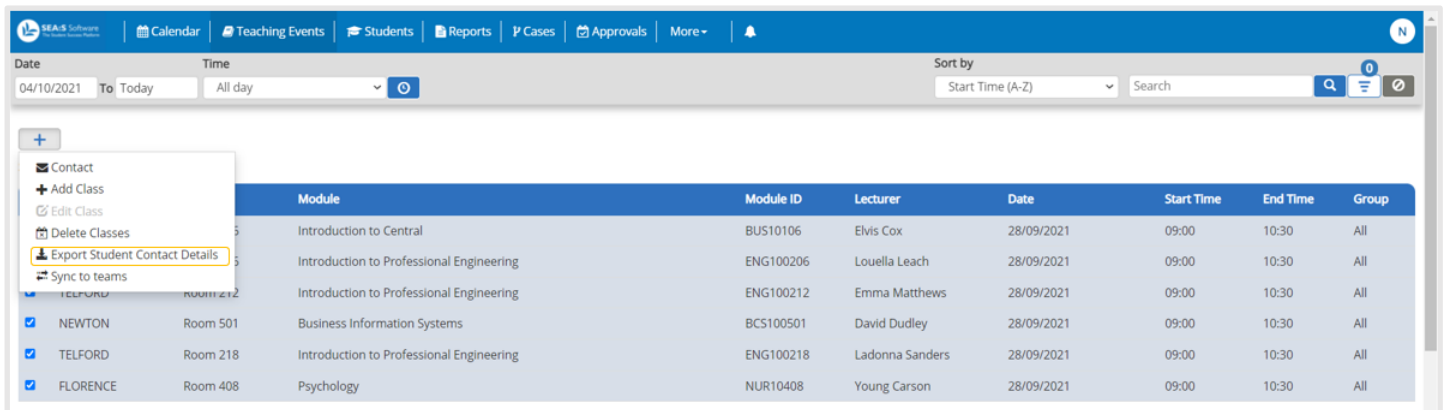 SEA:S Software
The Student Success Platform
Calendar Teaching Events Students Reports Cases Approvals More N
Date Time Sort by 0
04/10/2021 To Today All day Start Time (A-Z) Search
+
Contact
Add Class
Module Module ID Lecturer Date Start Time End Time Group
Edit Class
Delete Classes 6 Introduction to Central BUS10106 Elvis Cox 28/09/2021 09:00 10:30 All
Export Student Contact Details 6 Introduction to Professional Engineering ENG100206 Louella Leach 28/09/2021 09:00 10:30 All
Sync to teams
TELFORD Room 212 Introduction to Professional Engineering ENG100212 Emma Matthews 28/09/2021 09:00 10:30 All
NEWTON Room 501 Business Information Systems BCS100501 David Dudley 28/09/2021 09:00 10:30 All
TELFORD Room 218 Introduction to Professional Engineering ENG100218 Ladonna Sanders 28/09/2021 09:00 10:30 All
FLORENCE Room 408 Psychology NUR10408 Young Carson 28/09/2021 09:00 10:30 All